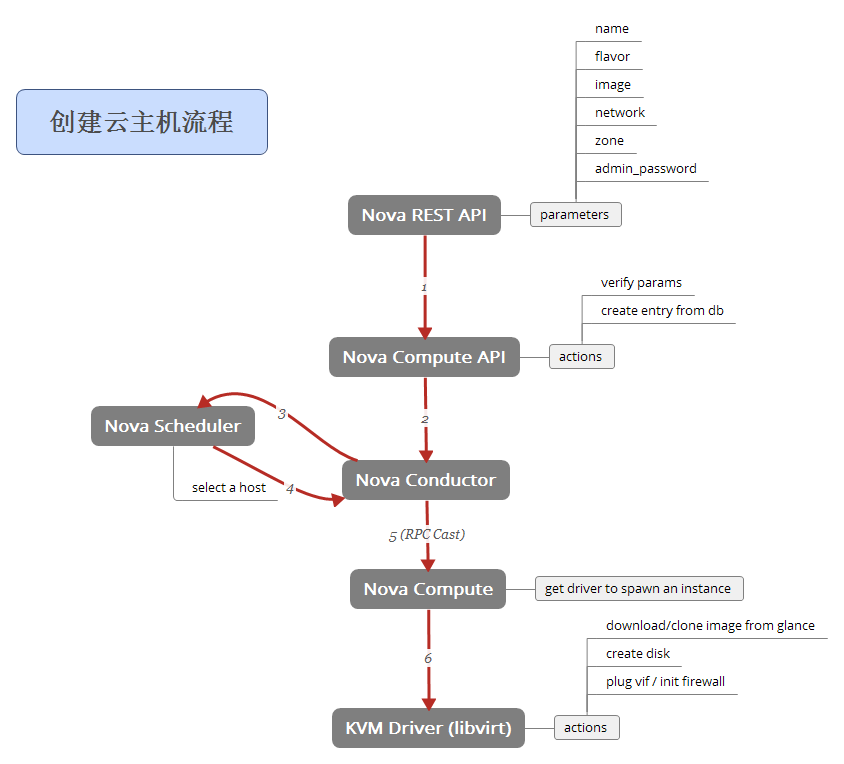 创建云主机流程
name
flavor
image
network
zone
admin_password
Nova REST API
parameters
1
verify params
create entry from db
Nova Compute API
actions
2
3
Nova Scheduler
select a host
4
Nova Conductor
5 (RPC Cast)
Nova Compute
get driver to spawn an instance
6
download/clone image from glance
create disk
plug vif / init firewall
KVM Driver (libvirt)
actions